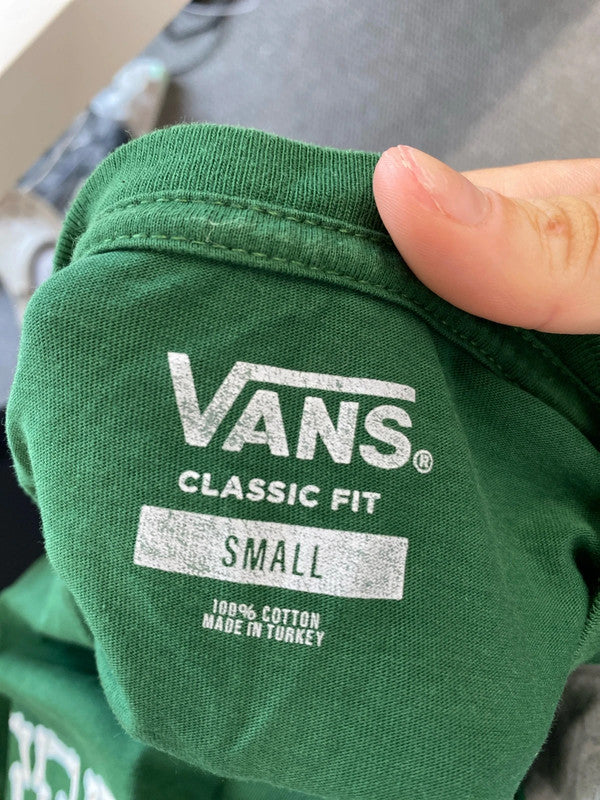 VANS®
CLASSIC FIT
SMALL
100% COTTON
MADE IN TURKEY